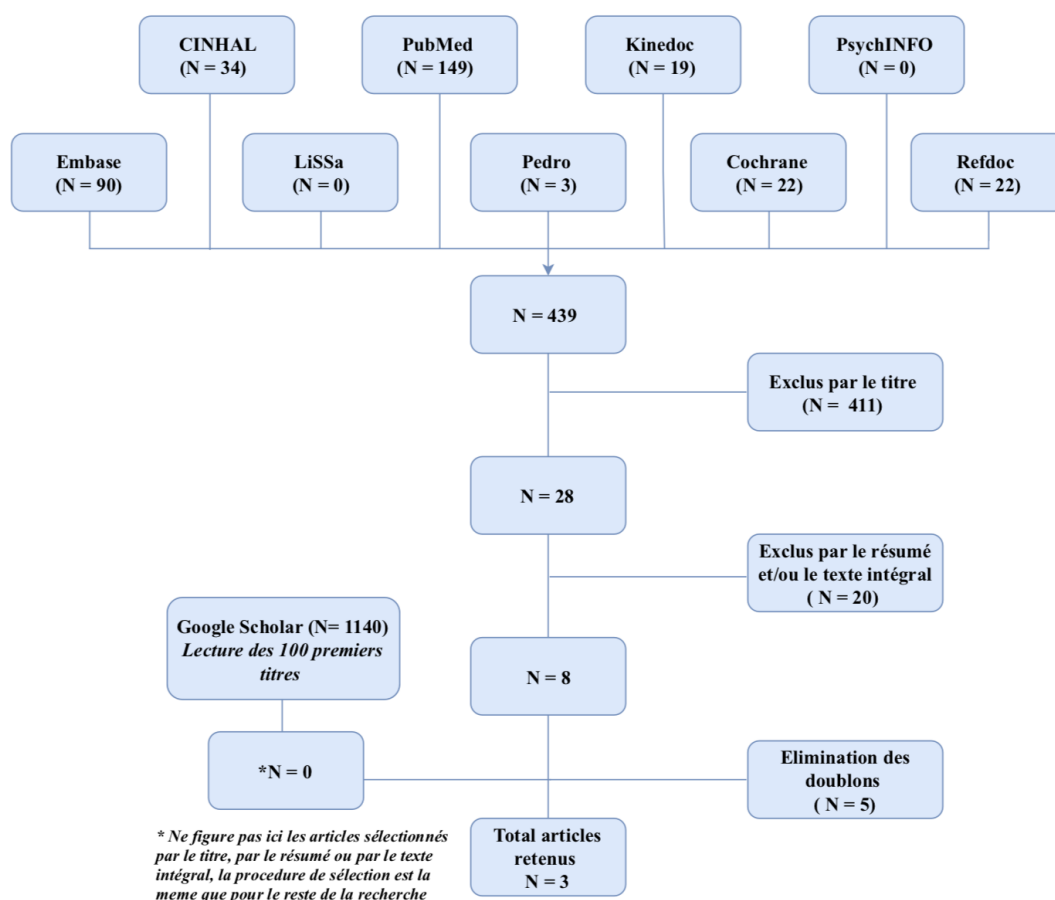 CINHAL
(N = 34)
PubMed
(N = 149)
Kinedoc
(N = 19)
PsychINFO
(N = 0)
Embase
(N = 90)
LiSSa
(N = 0)
Pedro
(N = 3)
Cochrane
(N = 22)
Refdoc
(N = 22)
N = 439
Exclus par le titre
(N =  411)
N = 28
Exclus par le résumé
et/ou le texte intégral
( N = 20)
Google Scholar (N= 1140)
Lecture des 100 premiers
titres
N = 8
*N = 0
Elimination des
doublons
( N = 5)
* Ne figure pas ici les articles sélectionnés
par le titre, par le résumé ou par le texte
intégral, la procedure de sélection est la
meme que pour le reste de la recherche
Total articles
retenus
N = 3